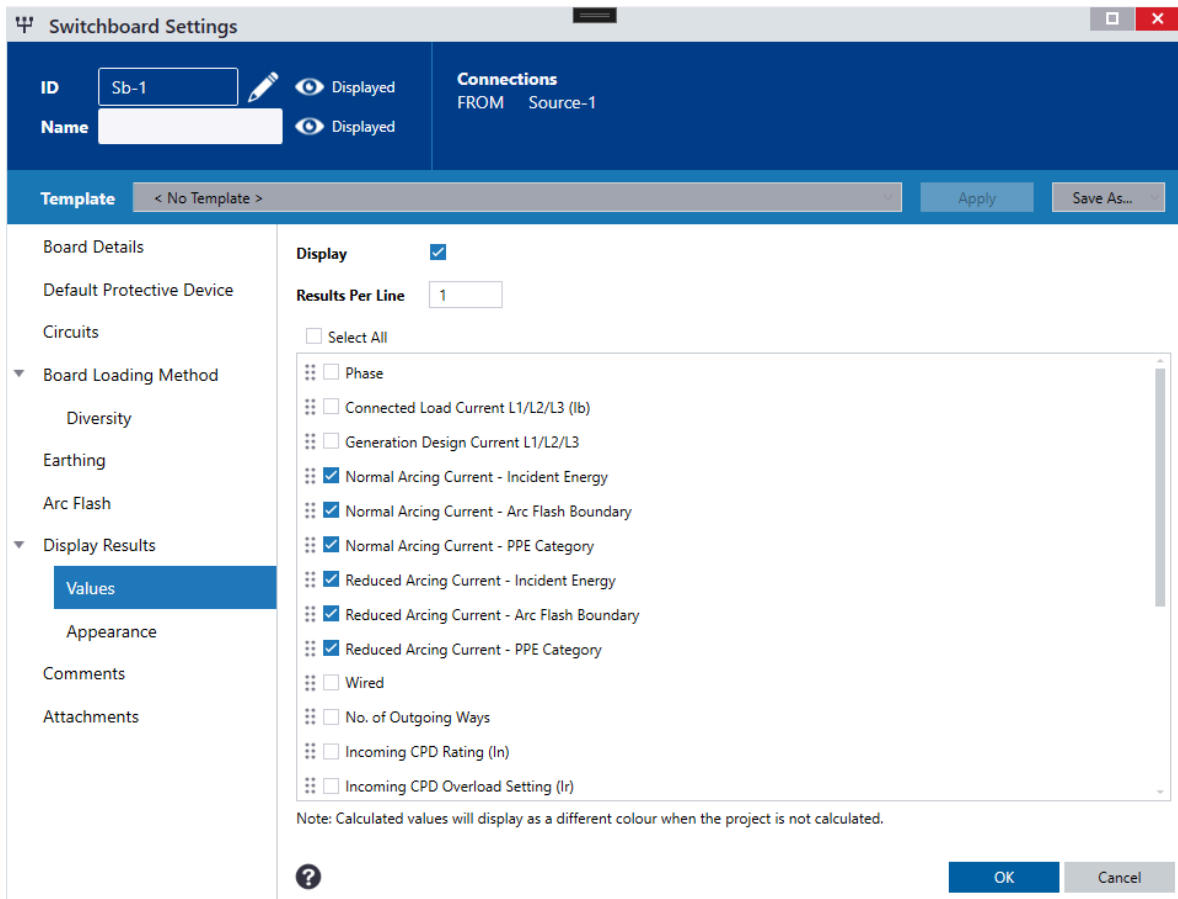 Switchboard Settings
ID Sb-1 Displayed
Name Displayed
Connections
FROM Source-1
Template < No Template > Apply Save As...
Board Details
Default Protective Device
Circuits
Board Loading Method
Diversity
Earthing
Arc Flash
Display Results
Values
Appearance
Comments
Attachments
Display
Results Per Line 1
Select All
Phase
Connected Load Current L1/L2/L3 (Ib)
Generation Design Current L1/L2/L3
Normal Arcing Current - Incident Energy
Normal Arcing Current - Arc Flash Boundary
Normal Arcing Current - PPE Category
Reduced Arcing Current - Incident Energy
Reduced Arcing Current - Arc Flash Boundary
Reduced Arcing Current - PPE Category
Wired
No. of Outgoing Ways
Incoming CPD Rating (In)
Incoming CPD Overload Setting (Ir)
Note: Calculated values will display as a different colour when the project is not calculated.
? OK Cancel